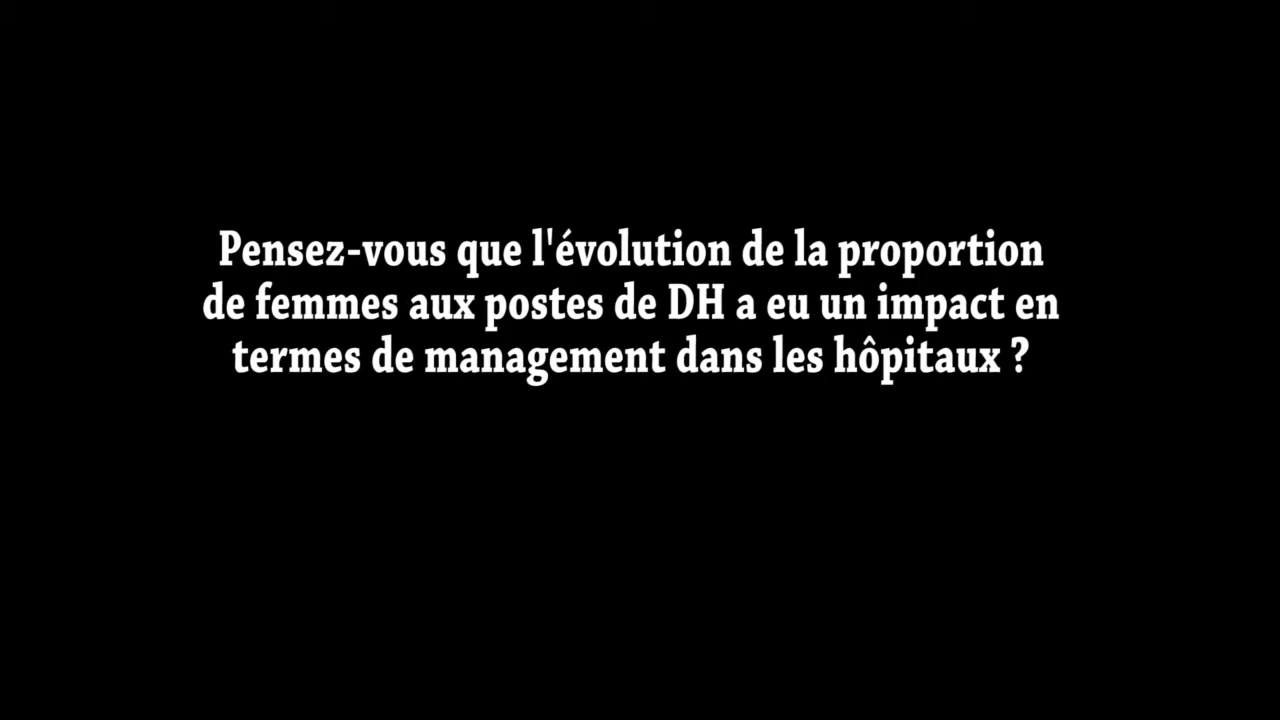 Pensez-vous que l'évolution de la proportion
de femmes aux postes de DH a eu un impact en
termes de management dans les hôpitaux ?